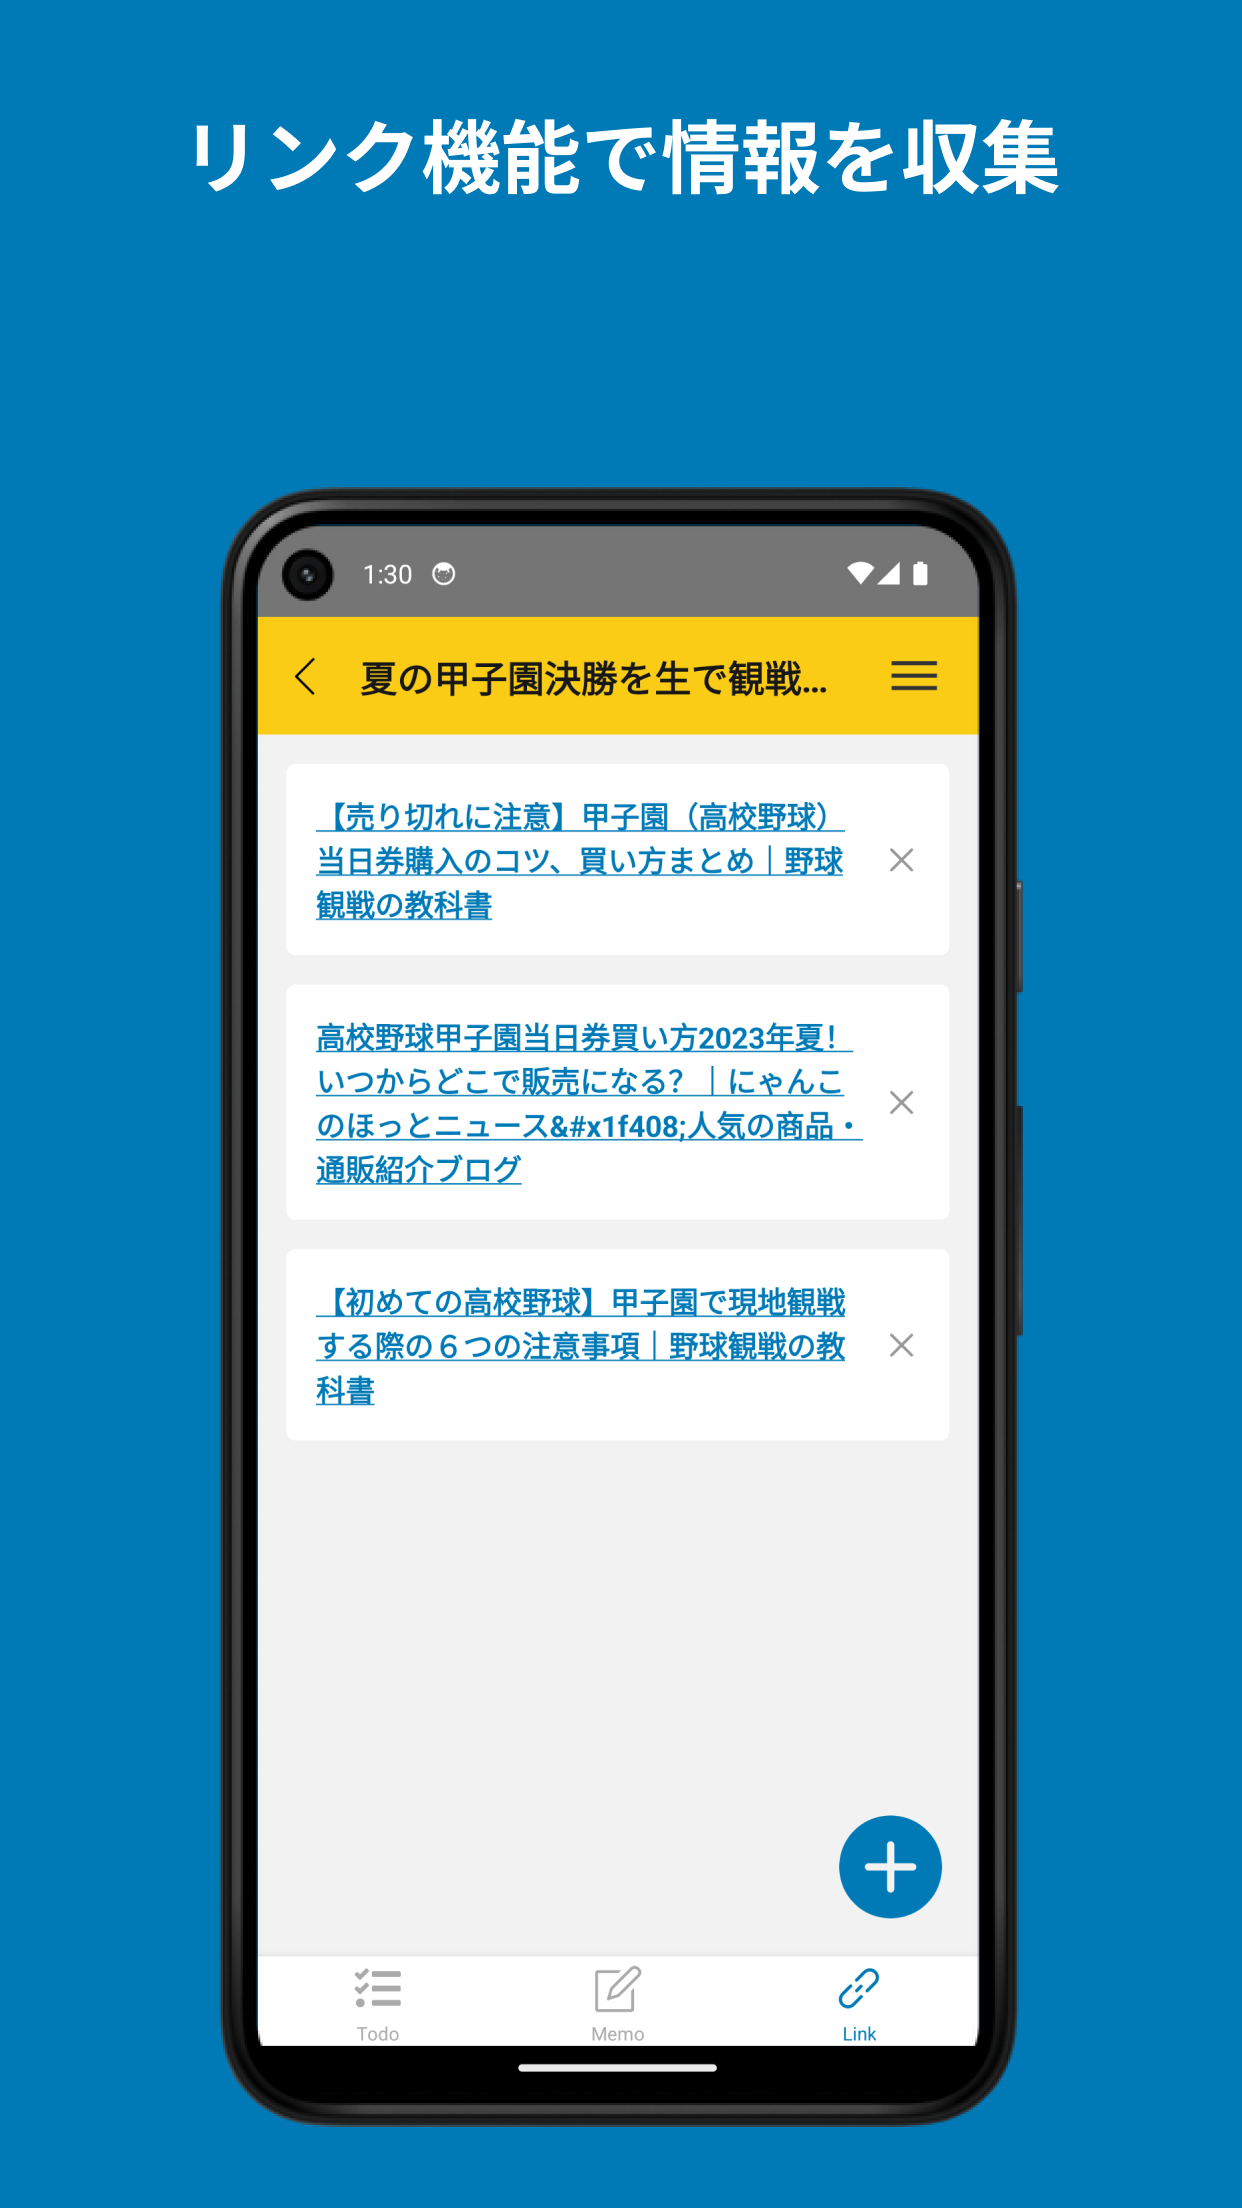 リンク機能で情報を収集
1:30
夏の甲子園決勝を生で観戦...
【売り切れに注意】甲子園（高校野球）
当日券購入のコツ、買い方まとめ｜野球
観戦の教科書
高校野球甲子園当日券買い方2023年夏！
いつからどこで販売になる？｜にゃんこ
のほっとニュース&#x1f408;人気の商品・
通販紹介ブログ
【初めての高校野球】甲子園で現地観戦
する際の６つの注意事項｜野球観戦の教
科書
Todo
Memo
Link